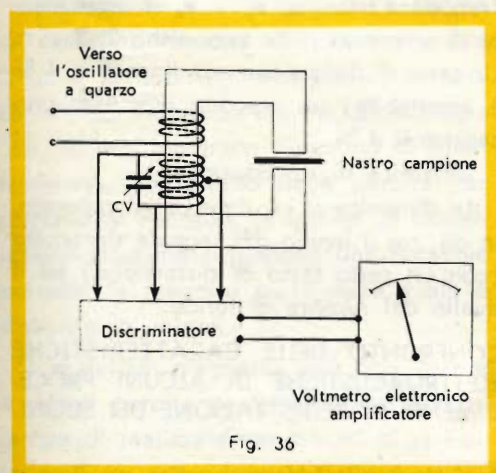 Verso
l'oscillatore
a quarzo
Nastro campione
CV
Discriminatore
Voltmetro elettronico
amplificatore
Fig. 36